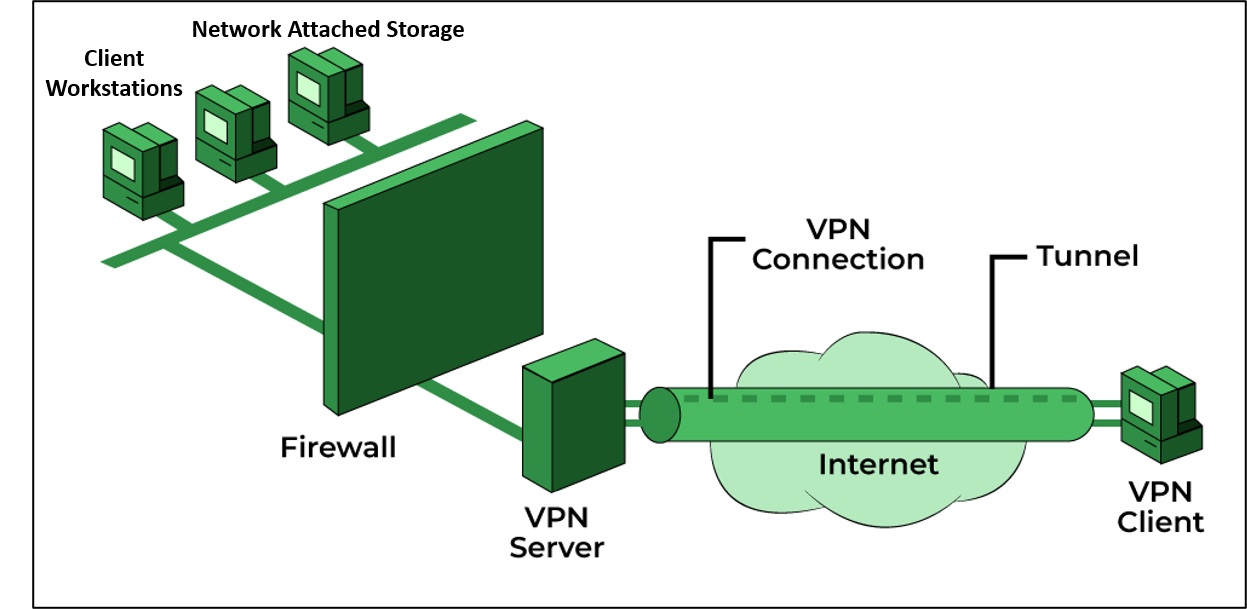 Network Attached Storage
Client
Workstations
VPN
Connection
Tunnel
Firewall
Internet
VPN
Server
VPN
Client